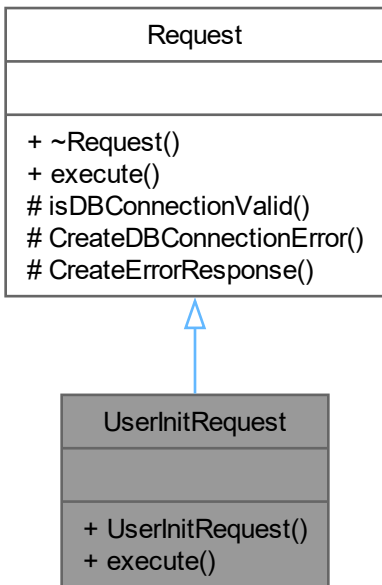 Request
+ ~Request()
+ execute()
# isDBConnectionValid()
# CreateDBConnectionError()
# CreateErrorResponse()
UserInitRequest
+ UserInitRequest()
+ execute()